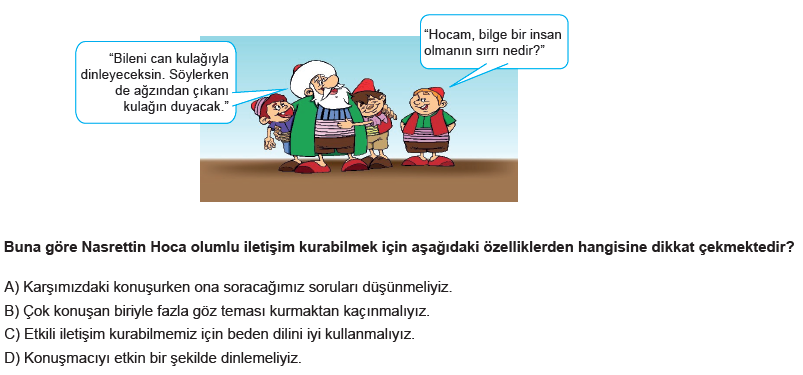 “Hocam, bilge bir insan
olmanın sırrı nedir?”
“Bileni can kulağıyla
dinleyeceksin. Söylerken
de ağzından çıkanı
kulağın duyacak.”
Buna göre Nasrettin Hoca olumlu iletişim kurabilmek için aşağıdaki özelliklerden hangisine dikkat çekmektedir?
A) Karşımızdaki konuşurken ona soracağımız soruları düşünmeliyiz.
B) Çok konuşan biriyle fazla göz teması kurmaktan kaçınmalıyız.
C) Etkili iletişim kurabilmemiz için beden dilini iyi kullanmalıyız.
D) Konuşmacıyı etkin bir şekilde dinlemeliyiz.